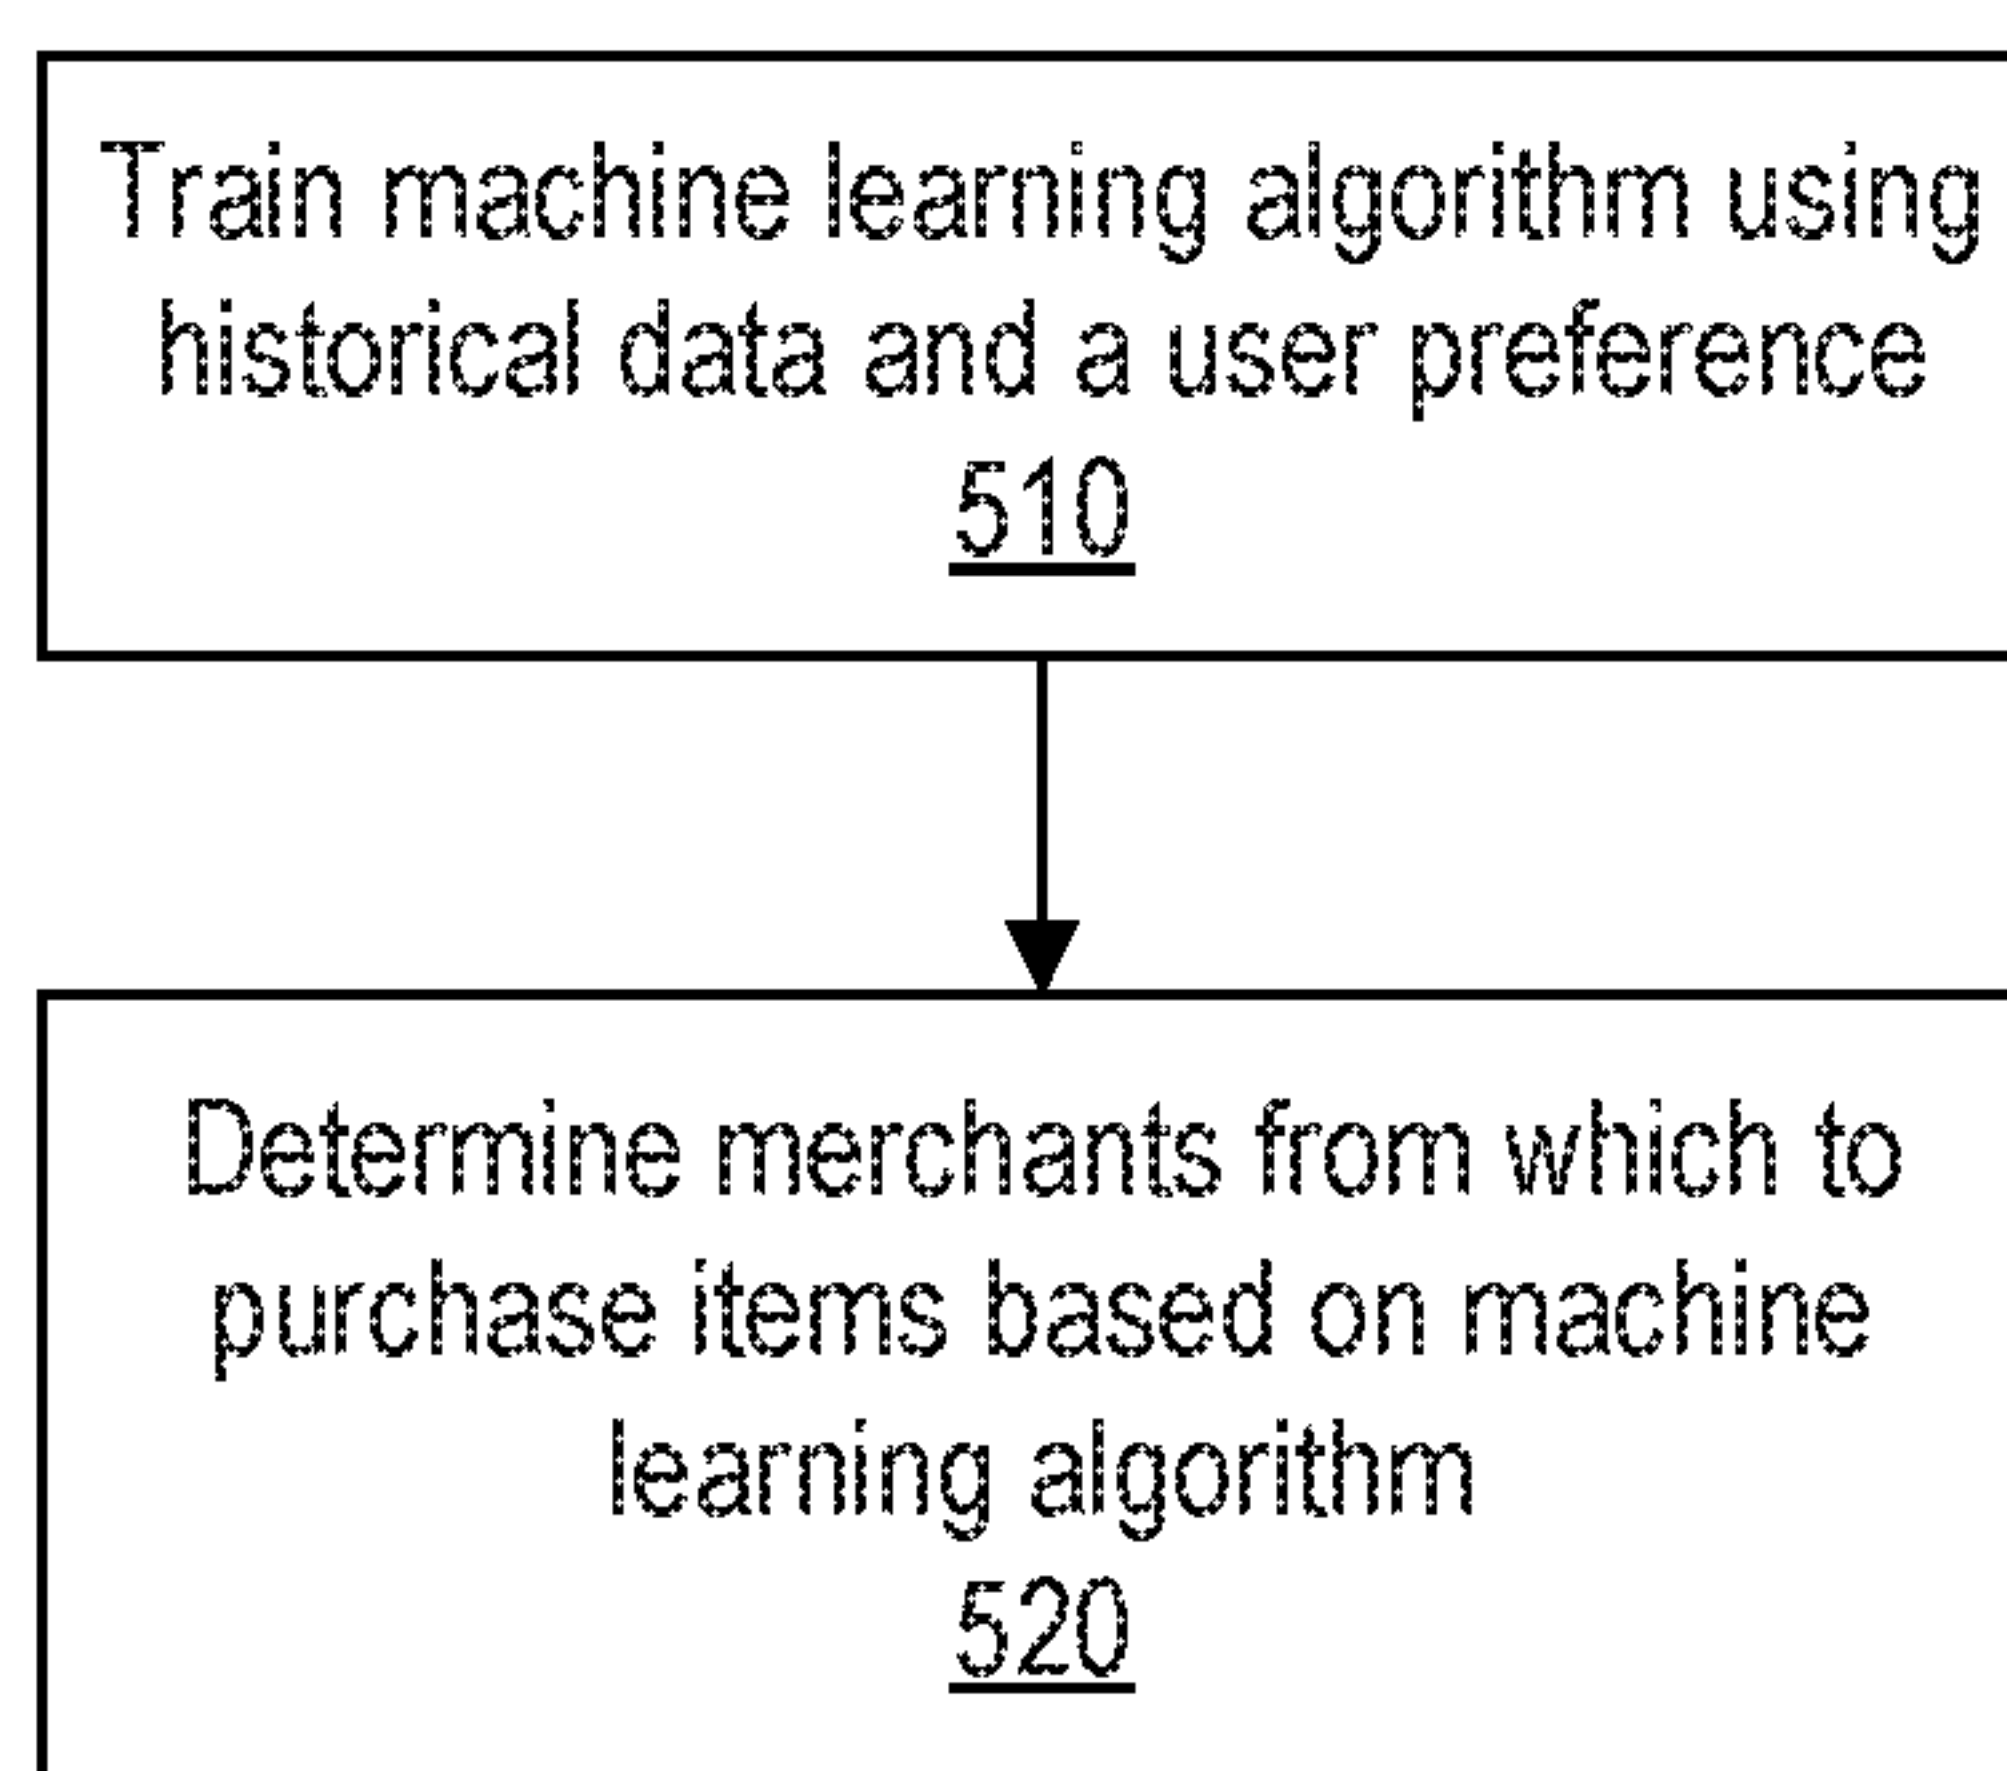 Train machine learning algorithm using
historical data and a user preference
510
Determine merchants from which to
purchase items based on machine
learning algorithm
520